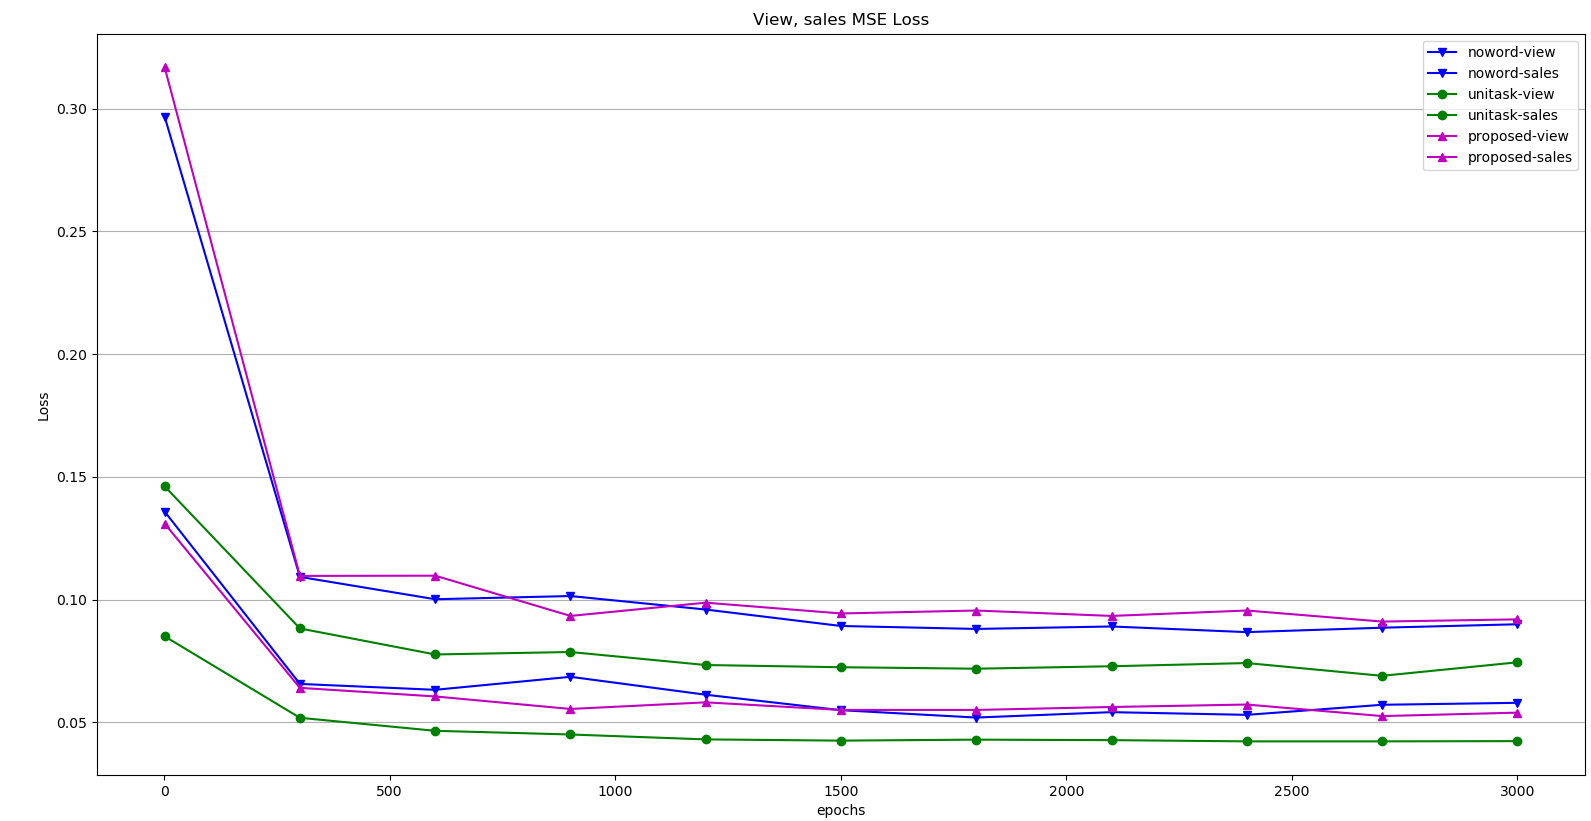 View, sales MSE Loss
noword-view
noword-sales
unitask-view
unitask-sales
proposed-view
proposed-sales
0.30
0.25
0.20
0.15
0.10
0.05
Loss
0 500 1000 1500 2000 2500 3000
epochs